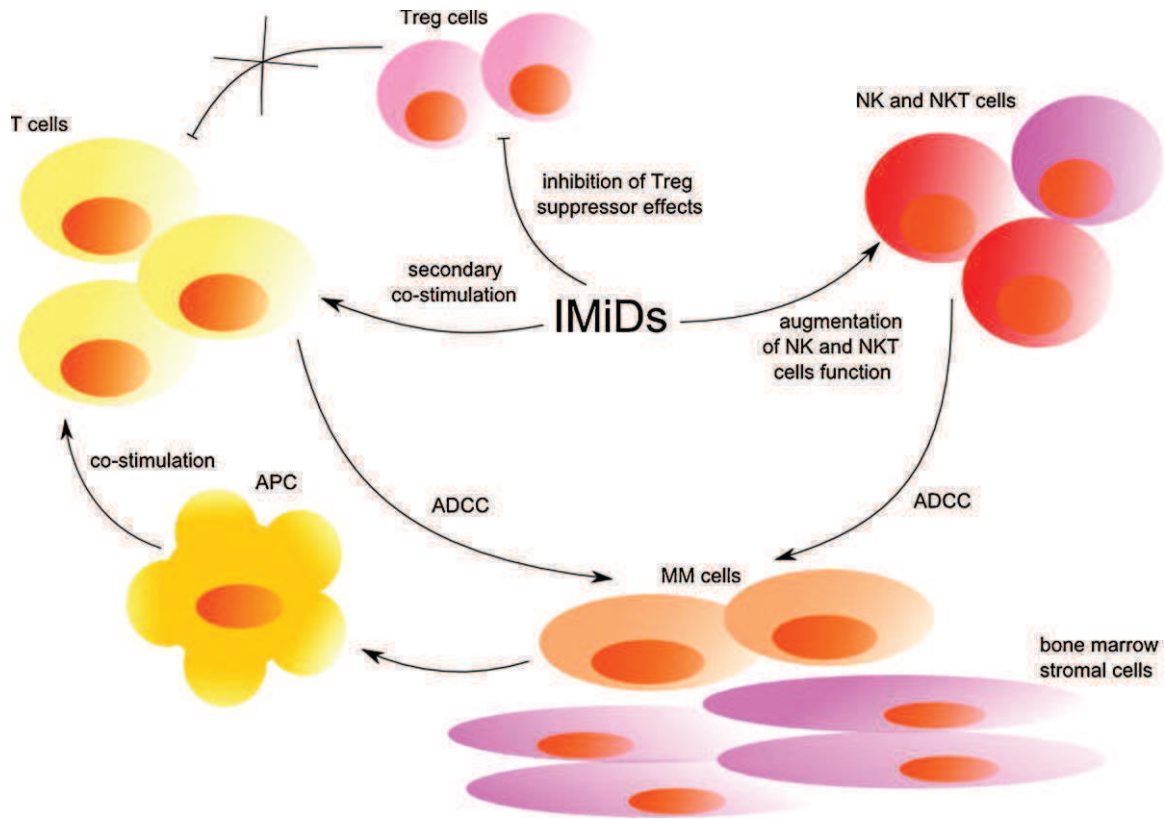 Treg cells
NK and NKT cells
T cells
inhibition of Treg
suppressor effects
secondary
co-stimulation
IMiDs
augmentation
of NK and NKT
cells function
co-stimulation
APC
ADCC
ADCC
MM cells
bone marrow
stromal cells